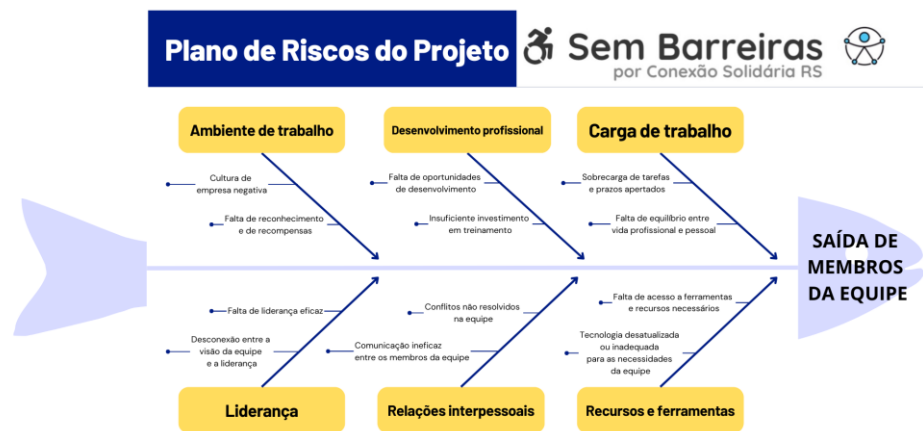 Plano de Riscos do Projeto
Sem Barreiras
por Conexão Solidária RS
Ambiente de trabalho
Desenvolvimento profissional
Carga de trabalho
Cultura de
empresa negativa
Falta de reconhecimento
e de recompensas
Falta de oportunidades
de desenvolvimento
Insuficiente investimento
em treinamento
Sobrecarga de tarefas
e prazos apertados
Falta de equilíbrio entre
vida profissional e pessoal
SAÍDA DE
MEMBROS
DA EQUIPE
Falta de liderança eficaz
Desconexão entre a
visão da equipe
e a liderança
Conflitos não resolvidos
na equipe
Comunicação ineficaz
entre os membros da equipe
Falta de acesso a ferramentas
e recursos necessários
Tecnologia desatualizada
ou inadequada
para as necessidades
da equipe
Liderança
Relações interpessoais
Recursos e ferramentas